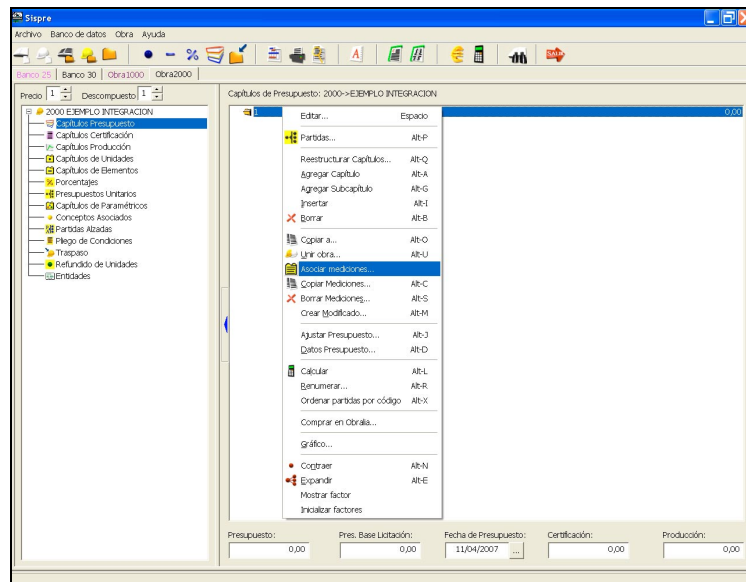 Sispre
Archivo Banco de datos Obra Ayuda
Banco 25 Banco 30 Obra1000 Obra2000
Precio 1 Descompuesto 1
2000 EJEMPLO INTEGRACION
Capítulos Presupuesto
Capítulos Certificación
Capítulos Producción
Capítulos de Unidades
Capítulos de Elementos
Porcentajes
Presupuestos Unitarios
Capítulos de Paramétricos
Conceptos Asociados
Partidas Alzadas
Pliego de Condiciones
Traspaso
Refundido de Unidades
Entidades
Capítulos de Presupuesto: 2000->EJEMPLO INTEGRACION
1 0,00
Editar... Espacio
Partidas... Alt-P
Reestructurar Capítulos... Alt-Q
Agregar Capítulo Alt-A
Agregar Subcapítulo Alt-G
Insertar Alt-I
Borrar Alt-B
Copiar a... Alt-O
Unir obra... Alt-U
Asociar mediciones...
Copiar Mediciones... Alt-C
Borrar Mediciones... Alt-S
Crear Modificado... Alt-M
Ajustar Presupuesto... Alt-J
Datos Presupuesto... Alt-D
Calcular Alt-L
Renumerar... Alt-R
Ordenar partidas por código Alt-X
Comprar en Obralia...
Gráfico...
Contraer Alt-N
Expandir Alt-E
Mostrar factor
Inicializar factores
Presupuesto: Pres. Base Licitación: Fecha de Presupuesto: Certificación: Producción:
0,00 0,00 11/04/2007 ... 0,00 0,00